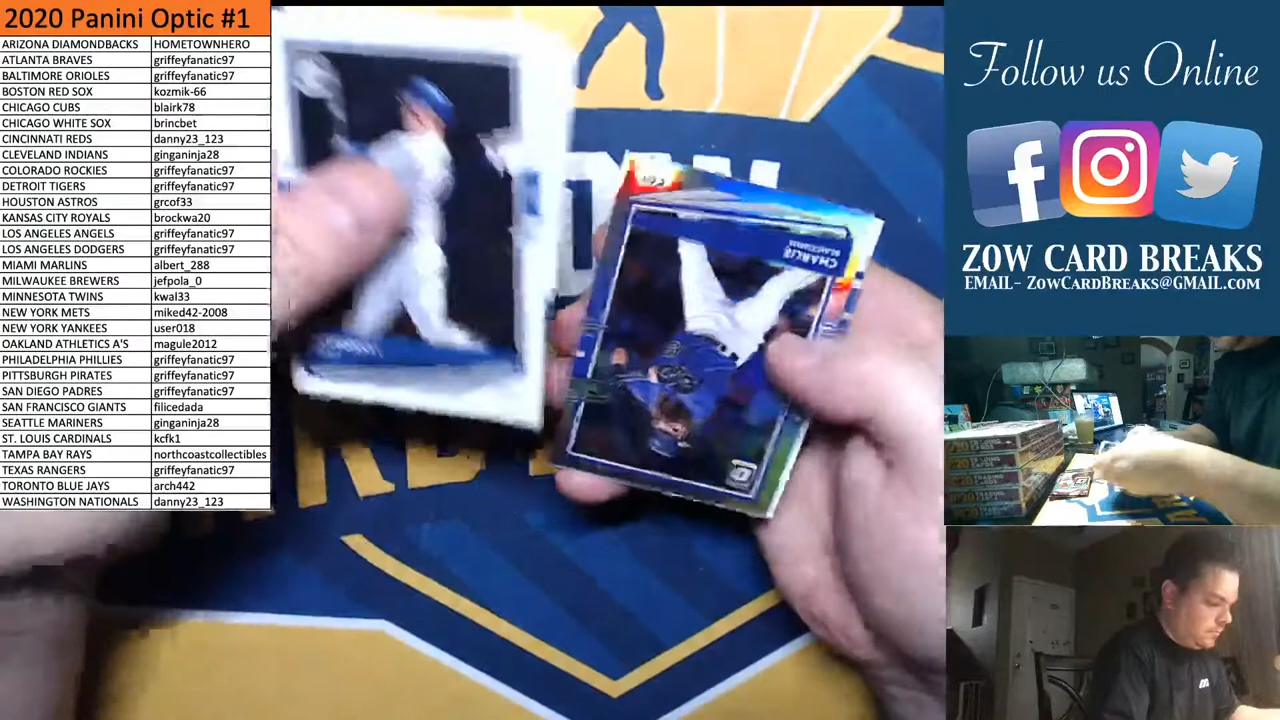 2020 Panini Optic #1
ARIZONA DIAMONDBACKS HOMETOWNHERO
ATLANTA BRAVES griffeyfanatic97
BALTIMORE ORIOLES griffeyfanatic97
BOSTON RED SOX kozmik-66
CHICAGO CUBS blairk78
CHICAGO WHITE SOX brincbet
CINCINNATI REDS danny23_123
CLEVELAND INDIANS ginganinja28
COLORADO ROCKIES griffeyfanatic97
DETROIT TIGERS griffeyfanatic97
HOUSTON ASTROS grcof33
KANSAS CITY ROYALS brockwa20
LOS ANGELES ANGELS griffeyfanatic97
LOS ANGELES DODGERS griffeyfanatic97
MIAMI MARLINS albert_288
MILWAUKEE BREWERS jefpola_0
MINNESOTA TWINS kwal33
NEW YORK METS miked42-2008
NEW YORK YANKEES user018
OAKLAND ATHLETICS A'S magule2012
PHILADELPHIA PHILLIES griffeyfanatic97
PITTSBURGH PIRATES griffeyfanatic97
SAN DIEGO PADRES griffeyfanatic97
SAN FRANCISCO GIANTS filicedada
SEATTLE MARINERS ginganinja28
ST. LOUIS CARDINALS kcfk1
TAMPA BAY RAYS northcoastcollectibles
TEXAS RANGERS griffeyfanatic97
TORONTO BLUE JAYS arch442
WASHINGTON NATIONALS danny23_123
CHARLIE
Follow us Online
ZOW CARD BREAKS
EMAIL- ZOWCARDBREAKS@GMAIL.COM